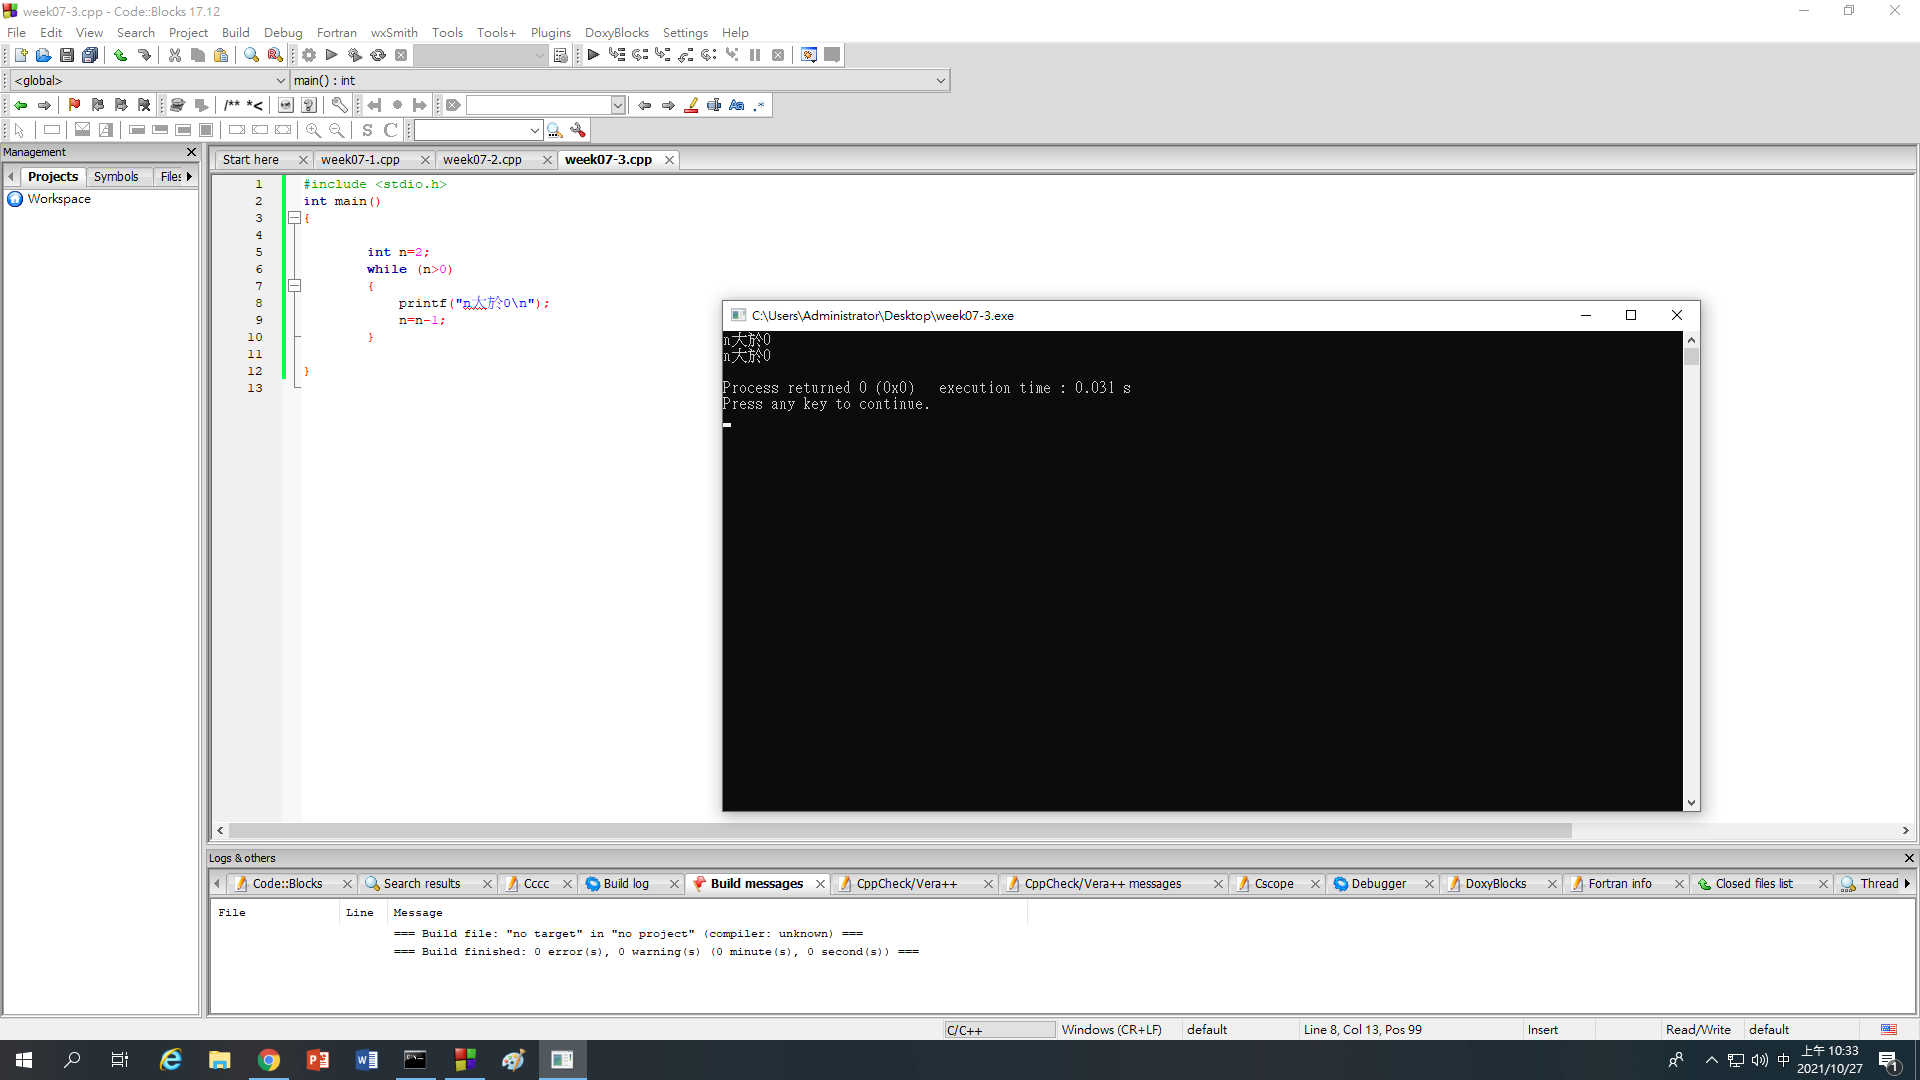 week07-3.cpp - Code::Blocks 17.12
File Edit View Search Project Build Debug Fortran wxSmith Tools Tools+ Plugins DoxyBlocks Settings Help
<global> main() : int
/** *< Aa .*
S C
Management
Start here week07-1.cpp week07-2.cpp week07-3.cpp
Projects Symbols Files
Workspace
1 #include <stdio.h>
2 int main()
3 {
4
5 int n=2;
6 while (n>0)
7 {
8 printf("n大於0\n");
9 n=n-1;
10 }
11
12 }
13
C:\Users\Administrator\Desktop\week07-3.exe
n大於0
n大於0
Process returned 0 (0x0)   execution time : 0.031 s
Press any key to continue.
Logs & others
Code::Blocks Search results Cccc Build log Build messages CppCheck/Vera++ CppCheck/Vera++ messages Cscope Debugger DoxyBlocks Fortran info Closed files list Thread
File Line Message
=== Build file: "no target" in "no project" (compiler: unknown) ===
=== Build finished: 0 error(s), 0 warning(s) (0 minute(s), 0 second(s)) ===
C/C++ Windows (CR+LF) default Line 8, Col 13, Pos 99 Insert Read/Write default
中 上午 10:33
2021/10/27
1